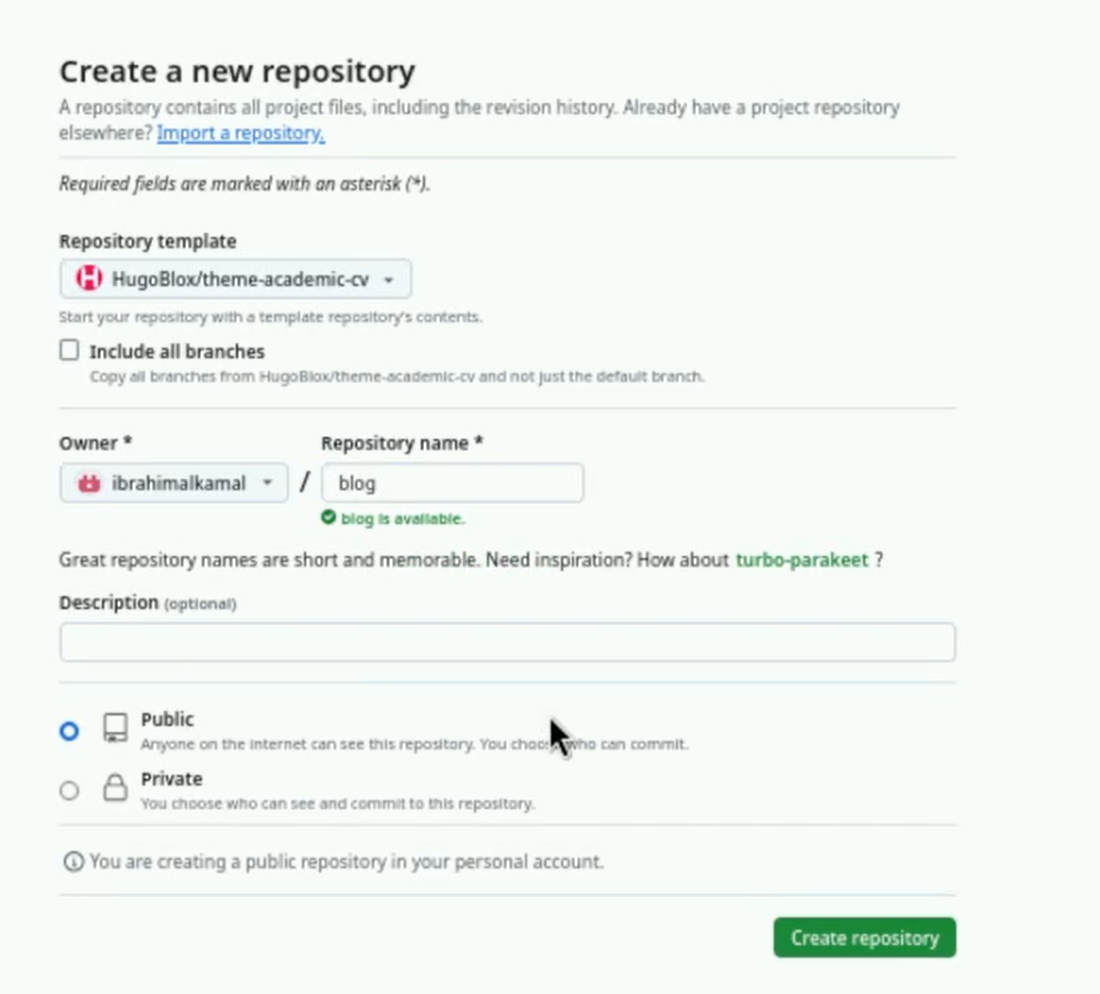 Create a new repository
A repository contains all project files, including the revision history. Already have a project repository
elsewhere? Import a repository.
Required fields are marked with an asterisk (*).
Repository template
HugoBlox/theme-academic-cv
Start your repository with a template repository's contents.
Include all branches
Copy all branches from HugoBlox/theme-academic-cv and not just the default branch.
Owner * Repository name *
ibrahimalkamal / blog
blog is available.
Great repository names are short and memorable. Need inspiration? How about turbo-parakeet ?
Description (optional)
Public
Anyone on the internet can see this repository. You choose who can commit.
Private
You choose who can see and commit to this repository.
You are creating a public repository in your personal account.
Create repository